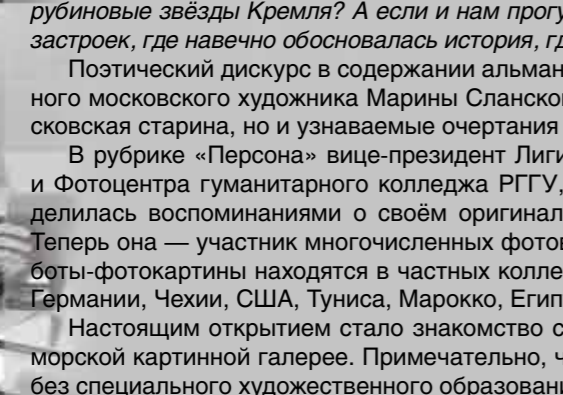 рубиновые звёзды Кремля? А если и нам прогу
застроек, где навечно обосновалась история, гд
Поэтический дискурс в содержании альман
ного московского художника Марины Сланско
сковская старина, но и узнаваемые очертания
В рубрике «Персона» вице-президент Лиги
и Фотоцентра гуманитарного колледжа РГГУ,
делилась воспоминаниями о своём оригинал
Теперь она — участник многочисленных фотов
боты-фотокартины находятся в частных колле
Германии, Чехии, США, Туниса, Марокко, Егип
Настоящим открытием стало знакомство с
морской картинной галерее. Примечательно, ч
без специального художественного образовани